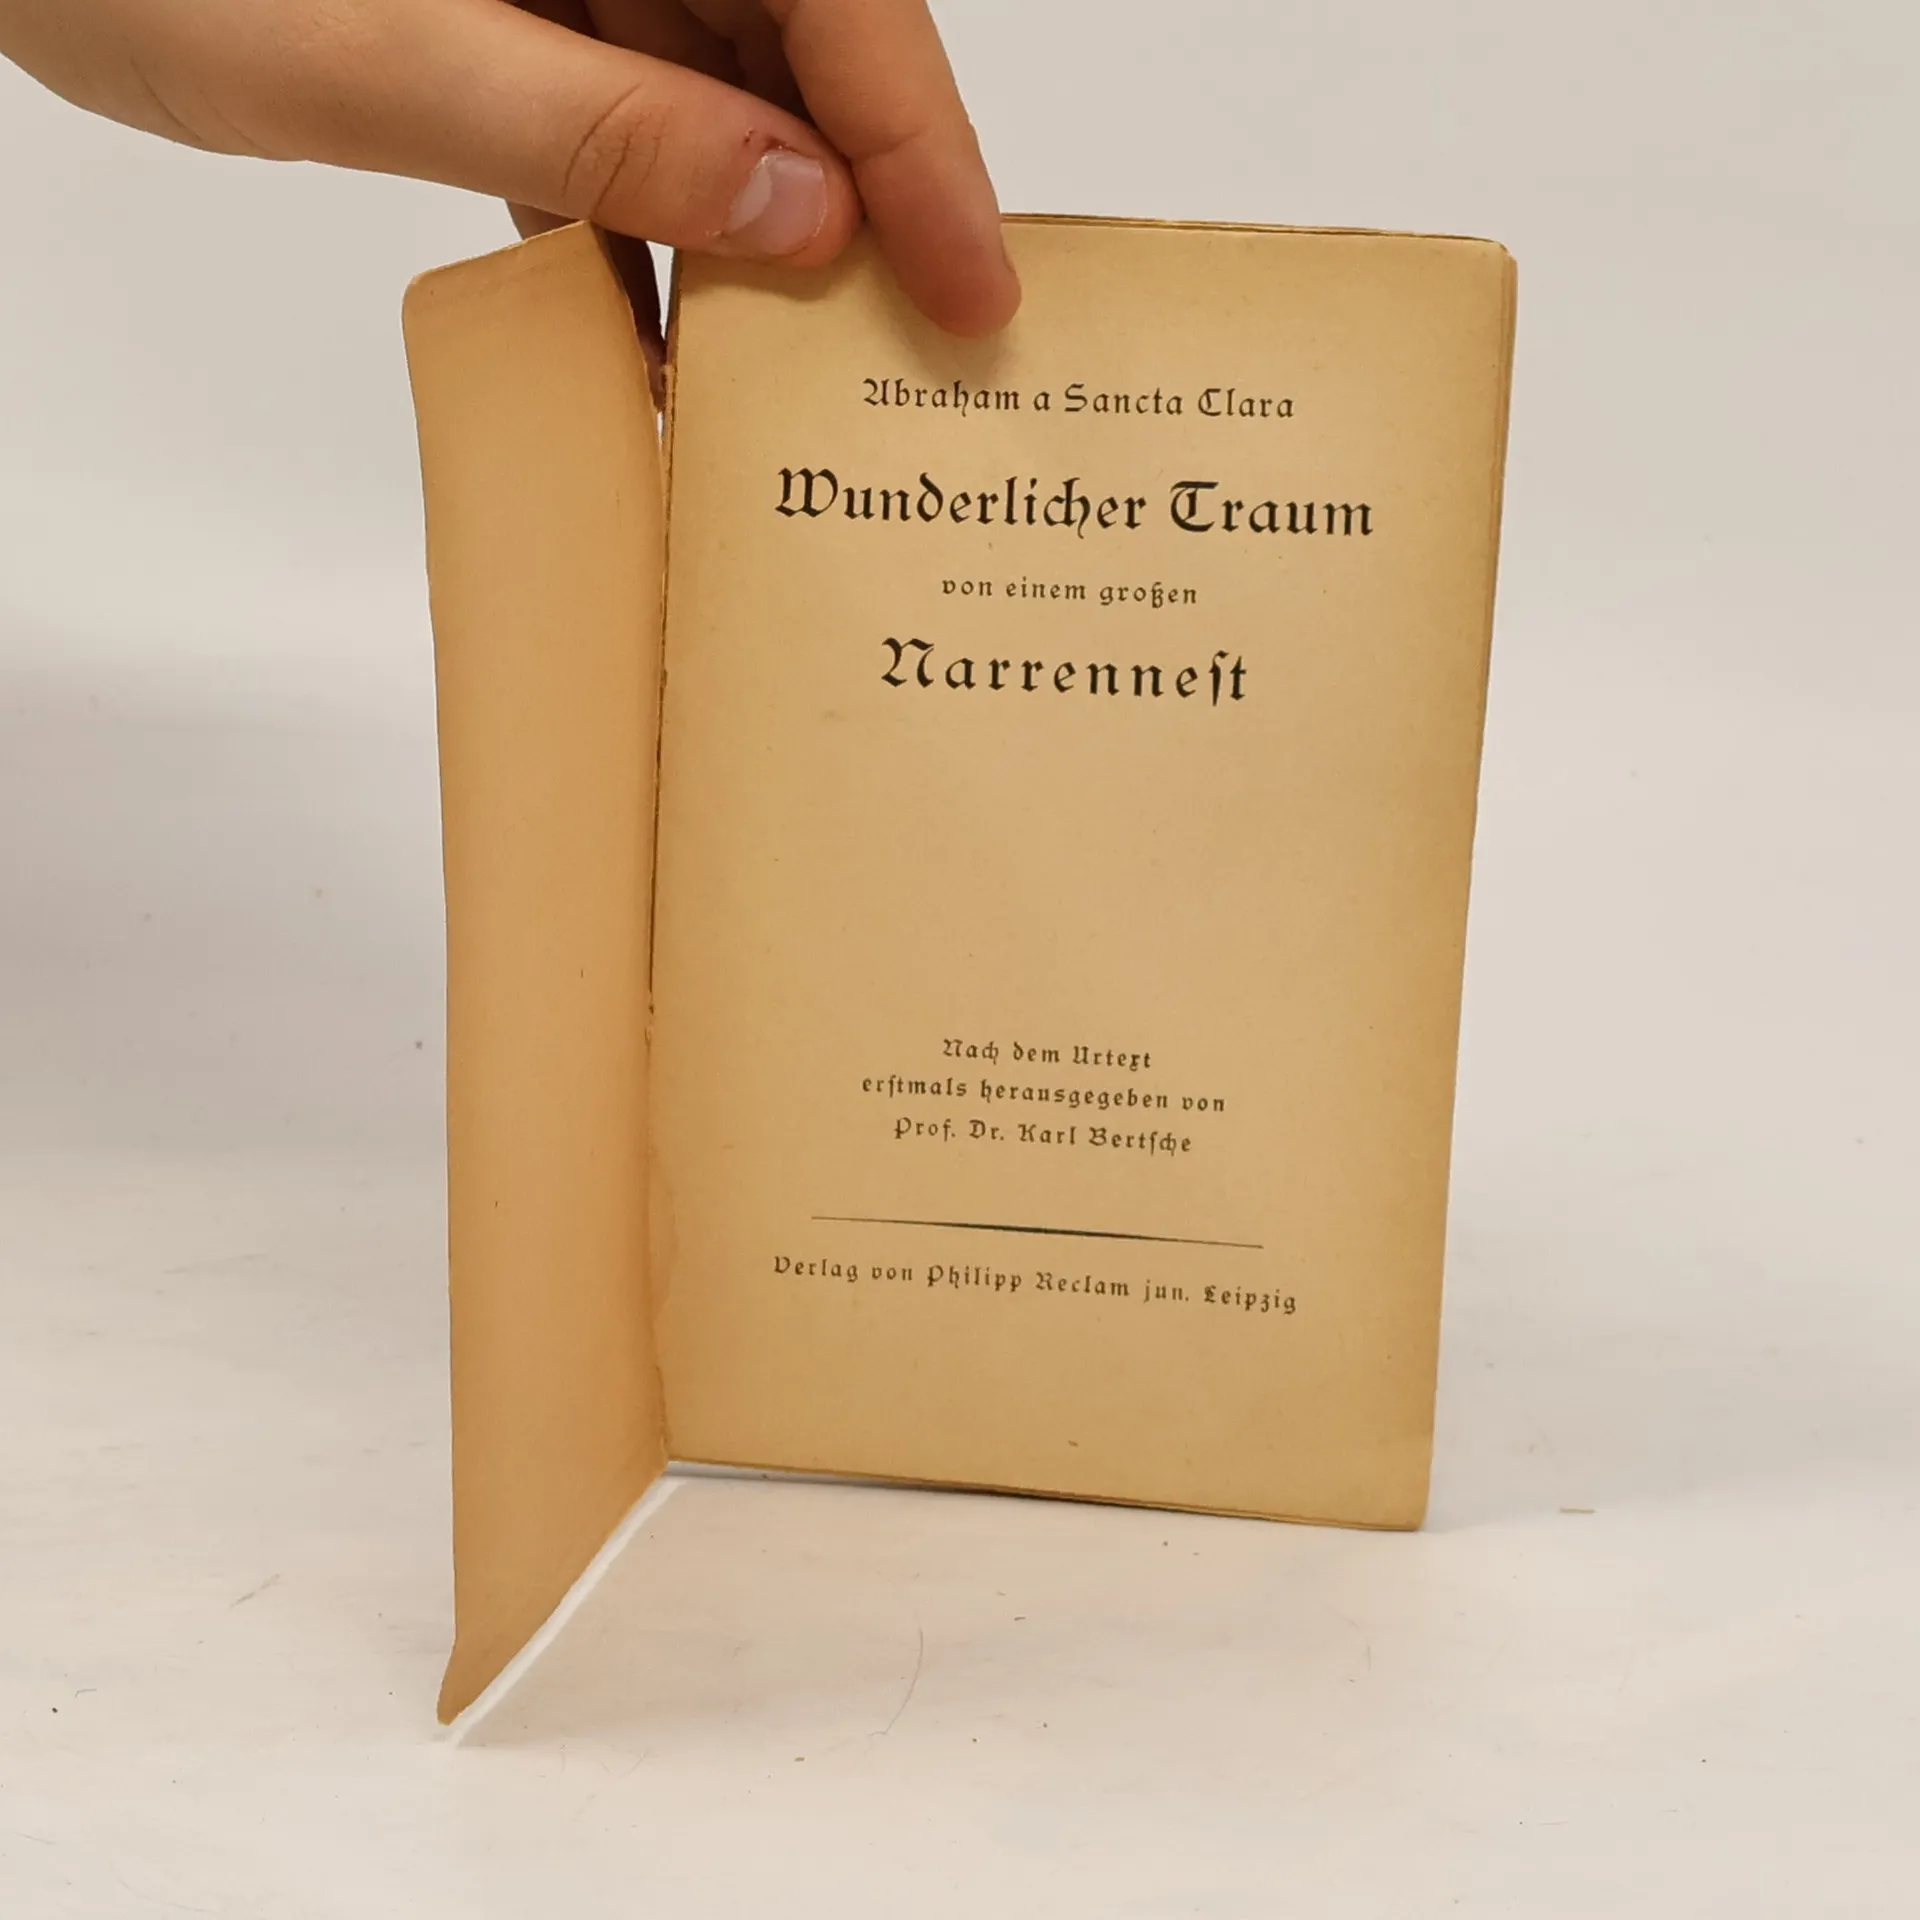 Abraham a Sancta Clara
Wunderlicher Traum
von einem großen
Narrenneſt
Nach dem Urtext
erſtmals herausgegeben von
Prof. Dr. Karl Bertſche
Verlag von Philipp Reclam jun. Leipzig